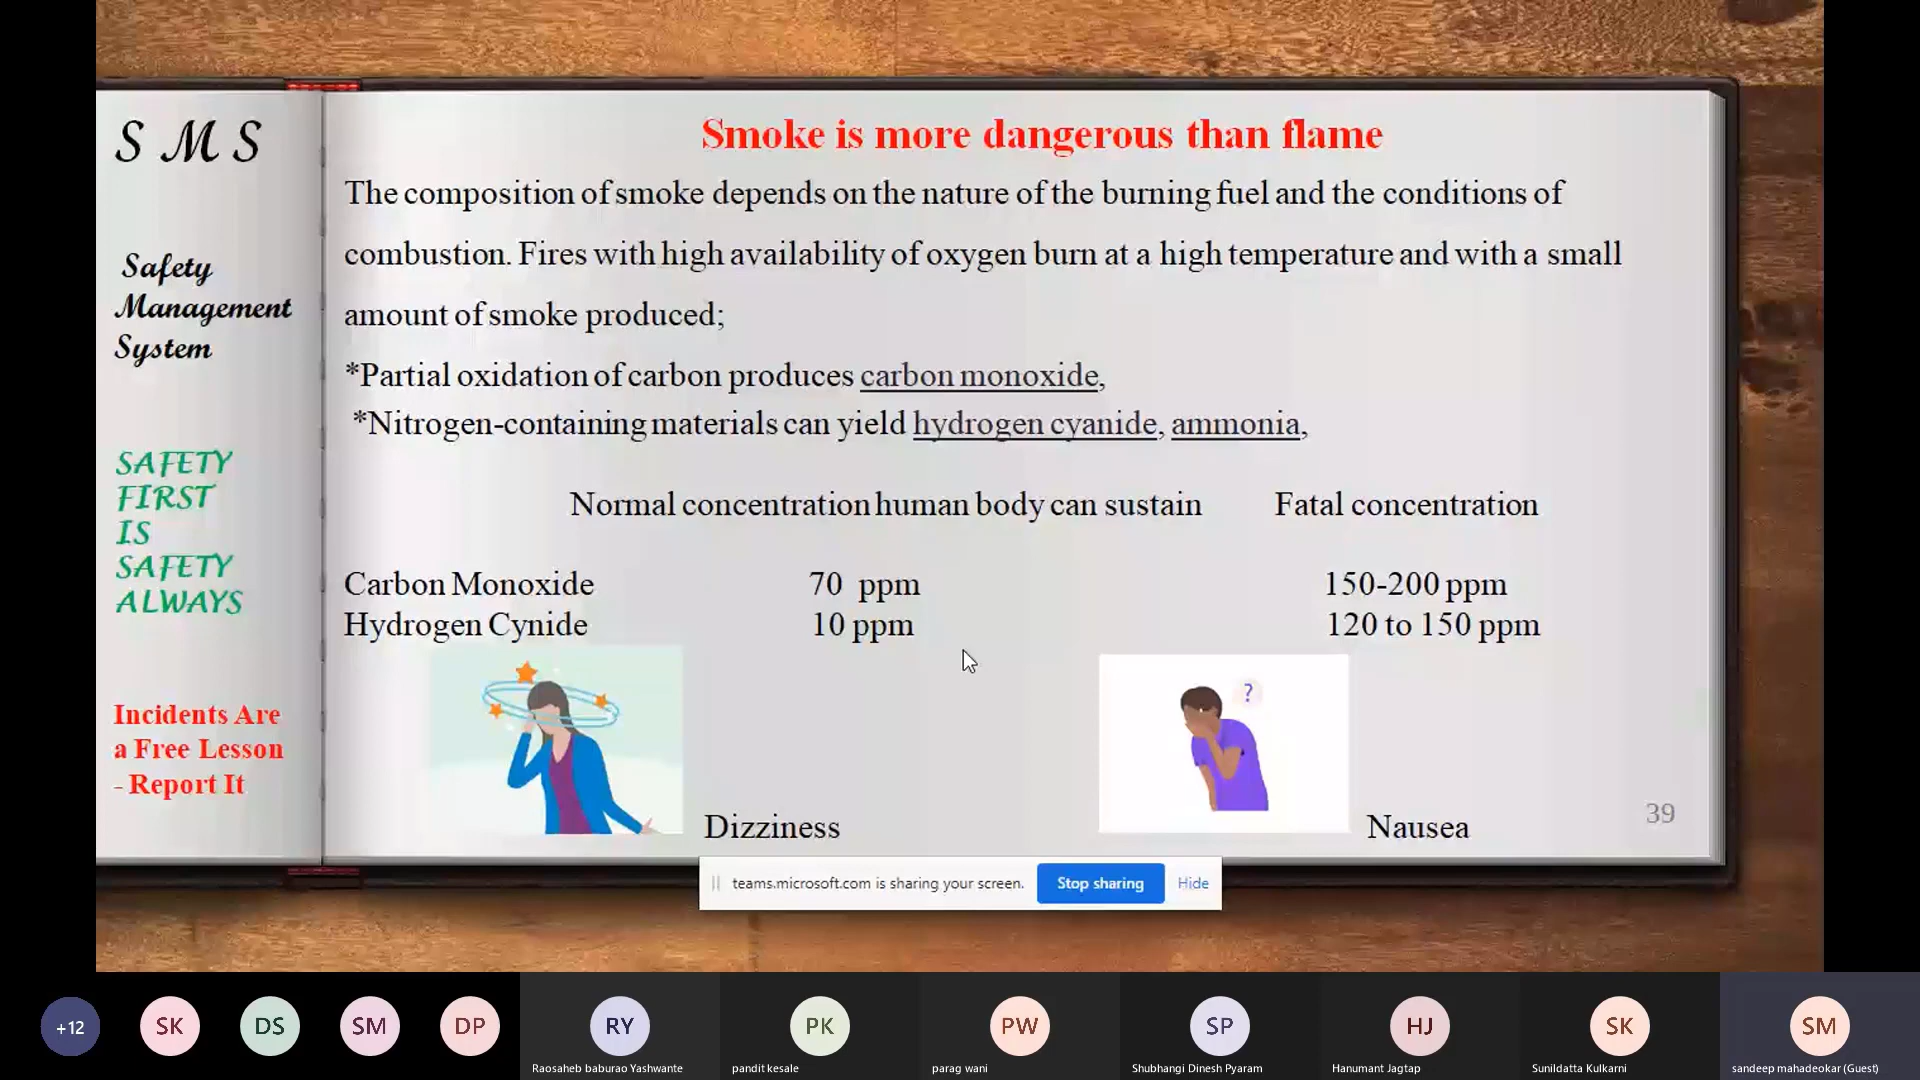 S M S
Safety
Management
System
SAFETY
FIRST
IS
SAFETY
ALWAYS
Incidents Are
a Free Lesson
- Report It
Smoke is more dangerous than flame
The composition of smoke depends on the nature of the burning fuel and the conditions of
combustion. Fires with high availability of oxygen burn at a high temperature and with a small
amount of smoke produced;
*Partial oxidation of carbon produces carbon monoxide,
*Nitrogen-containing materials can yield hydrogen cyanide, ammonia,
Normal concentration human body can sustain Fatal concentration
Carbon Monoxide 70 ppm 150-200 ppm
Hydrogen Cynide 10 ppm 120 to 150 ppm
?
Dizziness Nausea
39
teams.microsoft.com is sharing your screen. Stop sharing Hide
+12 SK DS SM DP RY PK PW SP HJ SK SM
Raosaheb baburao Yashwante pandit kesale parag wani Shubhangi Dinesh Pyaram Hanumant Jagtap Sunildatta Kulkarni sandeep mahadeokar (Guest)